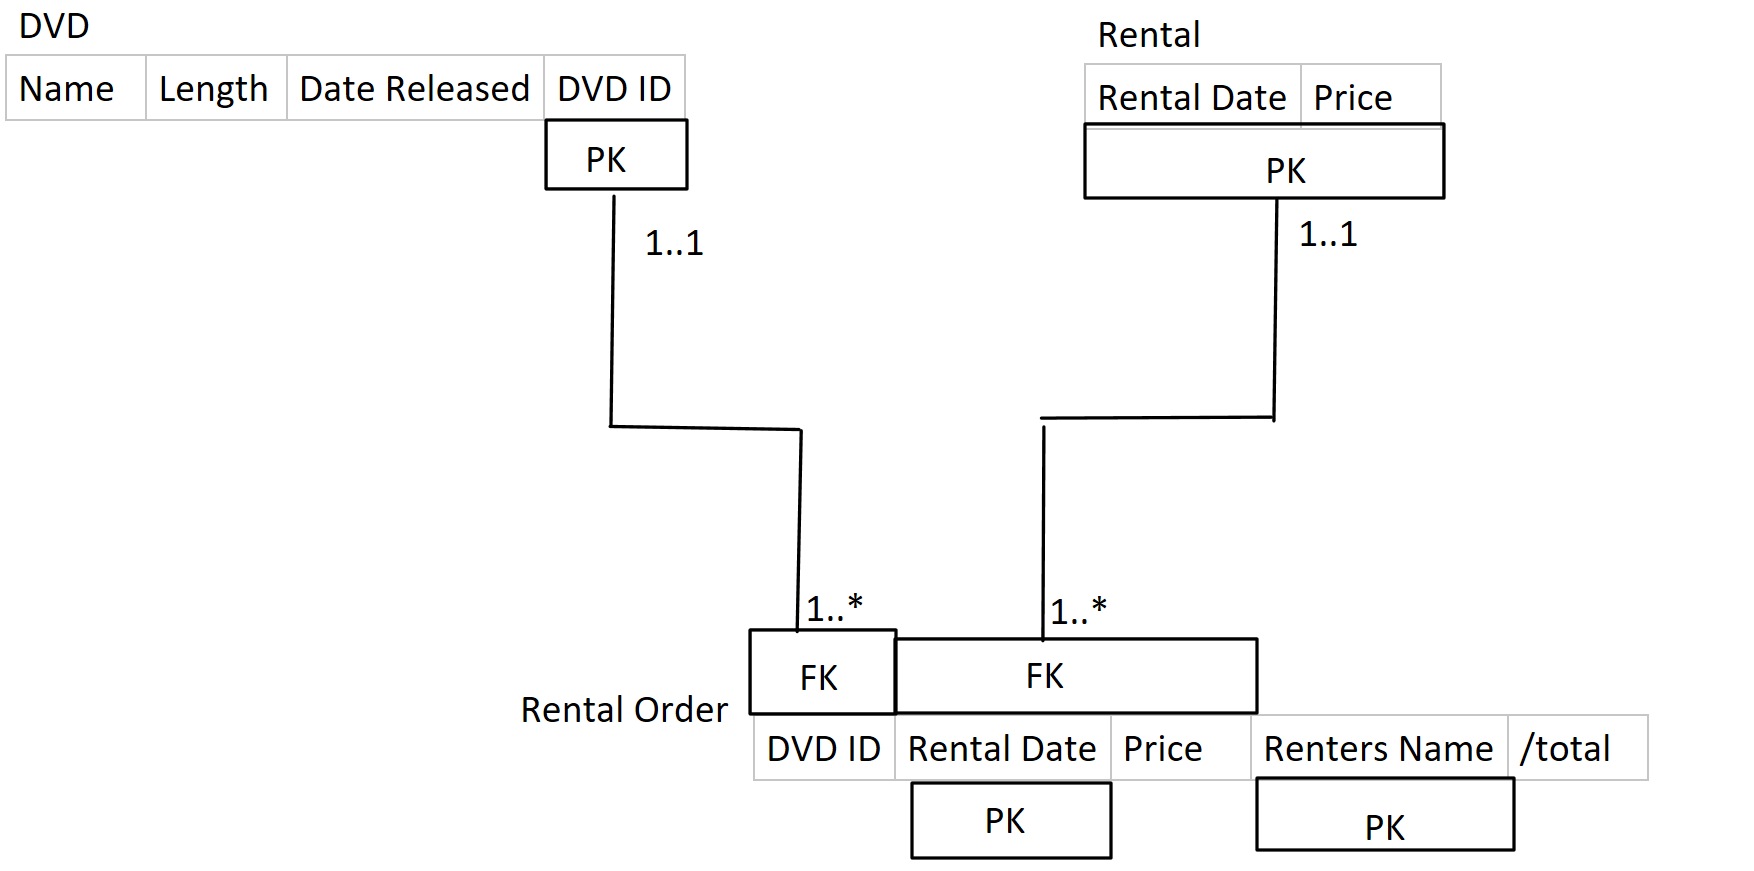 DVD
Name Length Date Released DVD ID
PK
1..1
Rental
Rental Date Price
PK
1..1
1..*
1..*
FK
FK
Rental Order
DVD ID Rental Date Price Renters Name /total
PK
PK